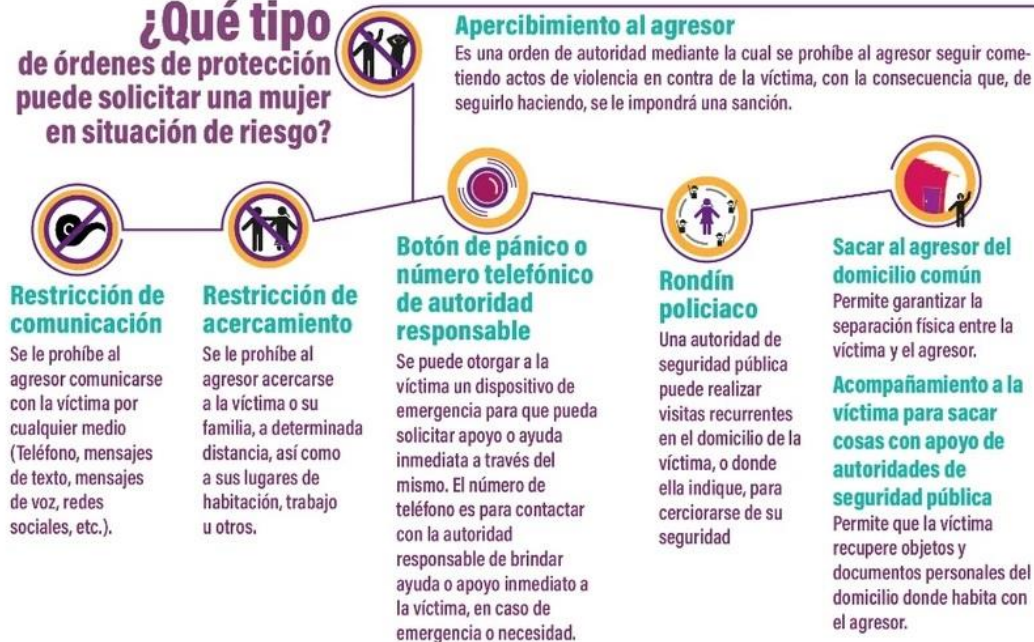 ¿Qué tipo
de órdenes de protección
puede solicitar una mujer
en situación de riesgo?
Apercibimiento al agresor
Es una orden de autoridad mediante la cual se prohíbe al agresor seguir come-
tiendo actos de violencia en contra de la víctima, con la consecuencia que, de
seguirlo haciendo, se le impondrá una sanción.
Restricción de
comunicación
Se le prohíbe al
agresor comunicarse
con la víctima por
cualquier medio
(Teléfono, mensajes
de texto, mensajes
de voz, redes
sociales, etc.).
Restricción de
acercamiento
Se le prohíbe al
agresor acercarse
a la víctima o su
familia, a determinada
distancia, así como
a sus lugares de
habitación, trabajo
u otros.
Botón de pánico o
número telefónico
de autoridad
responsable
Se puede otorgar a la
víctima un dispositivo de
emergencia para que pueda
solicitar apoyo o ayuda
inmediata a través del
mismo. El número de
teléfono es para contactar
con la autoridad
responsable de brindar
ayuda o apoyo inmediato a
la víctima, en caso de
emergencia o necesidad.
Rondín
policiaco
Una autoridad de
seguridad pública
puede realizar
visitas recurrentes
en el domicilio de la
víctima, o donde
ella indique, para
cerciorarse de su
seguridad
Sacar al agresor del
domicilio común
Permite garantizar la
separación física entre la
víctima y el agresor.
Acompañamiento a la
víctima para sacar
cosas con apoyo de
autoridades de
seguridad pública
Permite que la víctima
recupere objetos y
documentos personales del
domicilio donde habita con
el agresor.